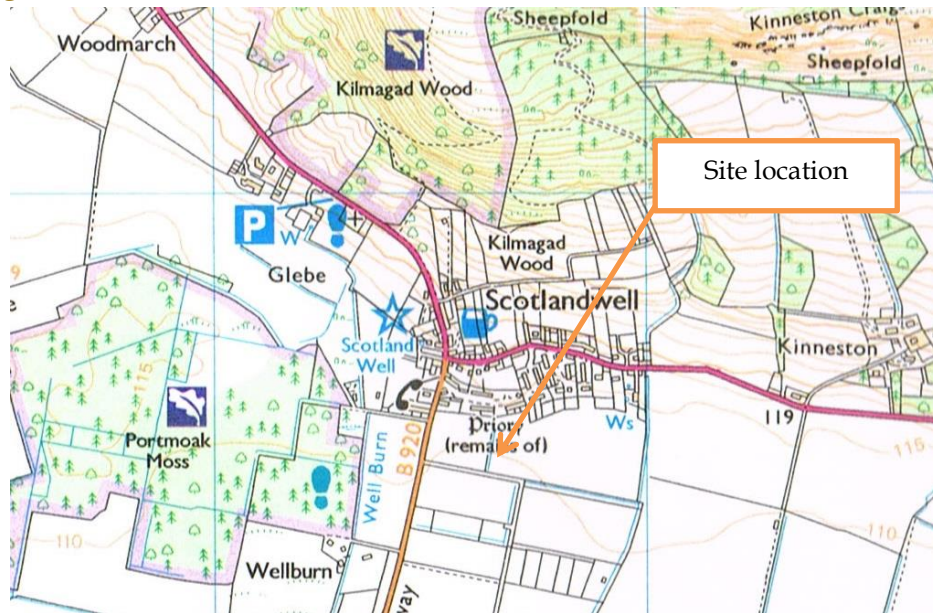 Woodmarch
Sheepfold
Kinneston Craigs
Sheepfold
Kilmagad Wood
Site location
P
W
Glebe
Kilmagad
Wood
Scotlandwell
Scotland
Well
Kinneston
Ws
119
115
Priory
(remains of)
115
Portmoak
Moss
Well Burn
B 920
110
110
Wellburn
way